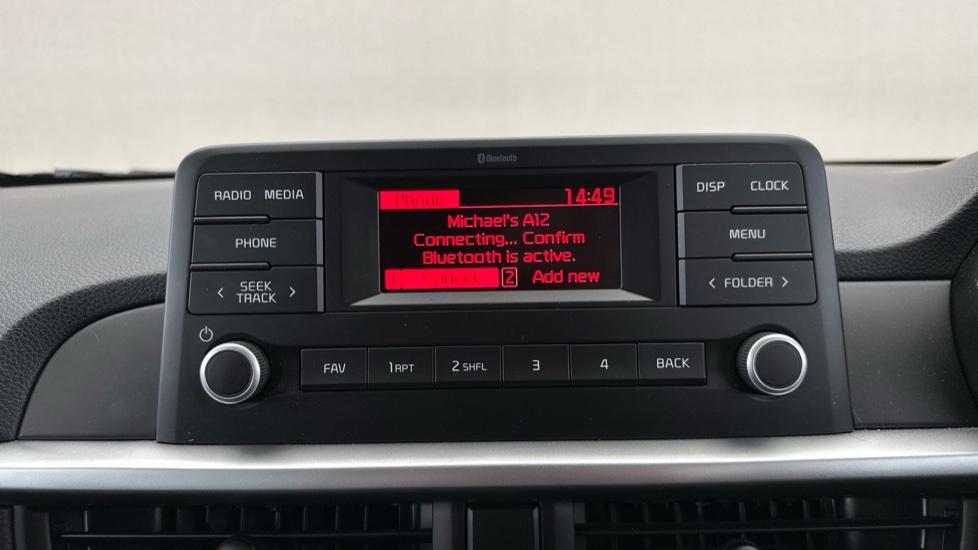 Bluetooth
RADIO MEDIA
PHONE
< SEEK TRACK >
Phone 14:49
Michael's A12
Connecting... Confirm
Bluetooth is active.
1 Cancel 2 Add new
DISP CLOCK
MENU
< FOLDER >
FAV 1 RPT 2 SHFL 3 4 BACK